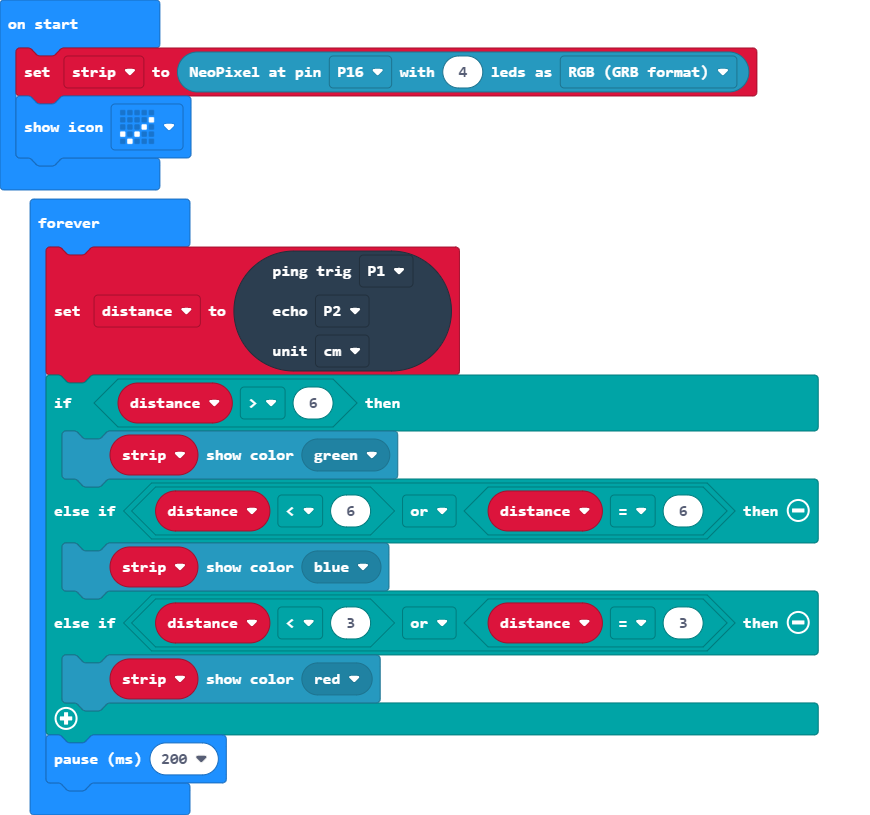 on start
set strip to NeoPixel at pin P16 with 4 leds as RGB (GRB format)
show icon
forever
ping trig P1
set distance to echo P2
unit cm
if distance > 6 then
strip show color green
else if distance < 6 or distance = 6 then
strip show color blue
else if distance < 3 or distance = 3 then
strip show color red
pause (ms) 200